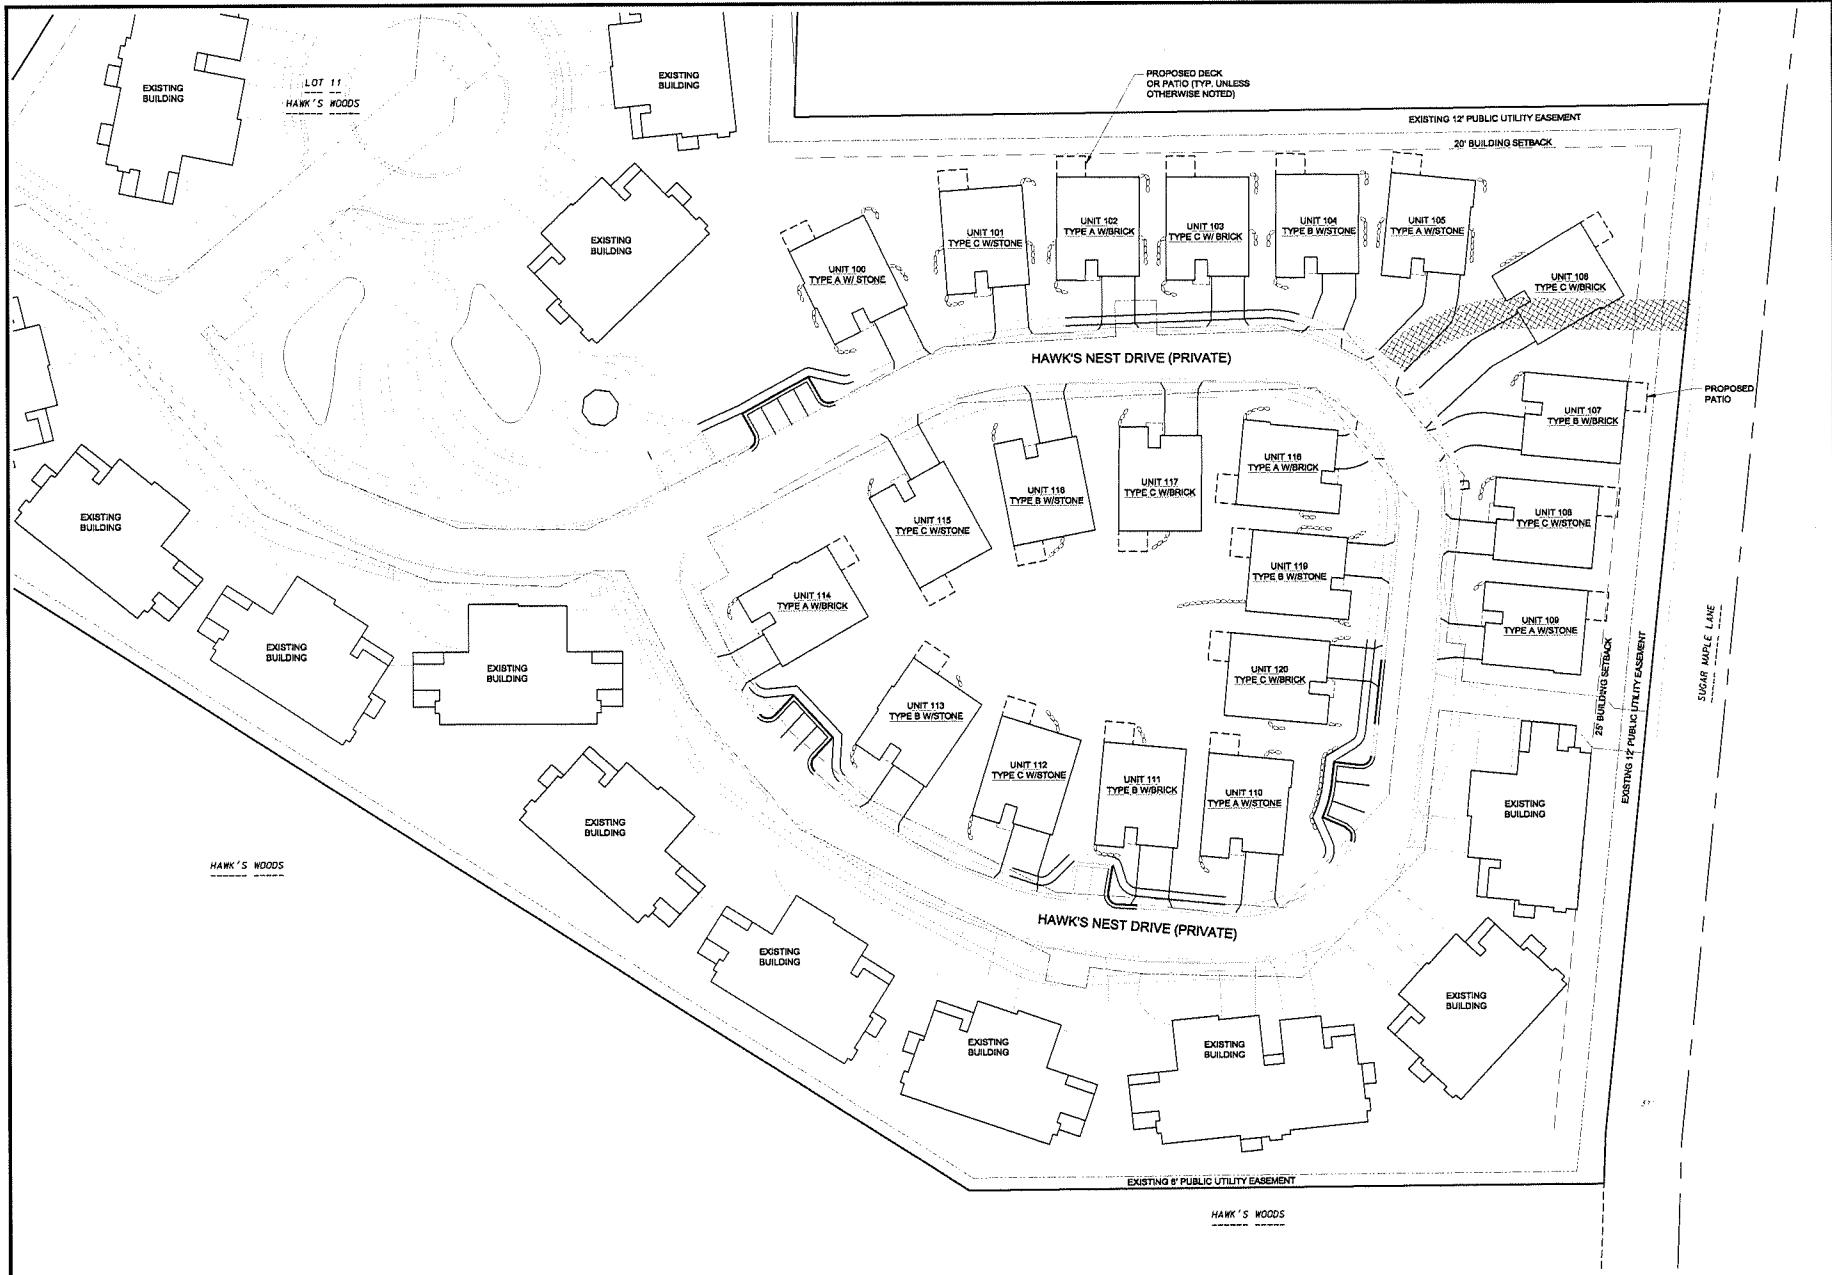 EXISTING
BUILDING
LOT 11
HAWK'S WOODS
EXISTING
BUILDING
PROPOSED DECK
OR PATIO (TYP. UNLESS
OTHERWISE NOTED)
EXISTING 12' PUBLIC UTILITY EASEMENT
20' BUILDING SETBACK
EXISTING
BUILDING
UNIT 100
TYPE A W/ STONE
UNIT 101
TYPE C W/STONE
UNIT 102
TYPE A W/BRICK
UNIT 103
TYPE C W/BRICK
UNIT 104
TYPE B W/STONE
UNIT 105
TYPE A W/STONE
UNIT 106
TYPE C W/BRICK
HAWK'S NEST DRIVE (PRIVATE)
PROPOSED
PATIO
UNIT 107
TYPE B W/BRICK
UNIT 108
TYPE C W/STONE
UNIT 109
TYPE A W/STONE
UNIT 118
TYPE A W/BRICK
UNIT 117
TYPE C W/BRICK
UNIT 116
TYPE B W/STONE
UNIT 115
TYPE C W/STONE
UNIT 114
TYPE A W/BRICK
UNIT 119
TYPE B W/STONE
UNIT 120
TYPE C W/BRICK
UNIT 113
TYPE B W/STONE
UNIT 112
TYPE C W/STONE
UNIT 111
TYPE B W/BRICK
UNIT 110
TYPE A W/STONE
EXISTING
BUILDING
EXISTING
BUILDING
EXISTING
BUILDING
EXISTING
BUILDING
EXISTING
BUILDING
25' BUILDING SETBACK
EXISTING 12' PUBLIC UTILITY EASEMENT
SUGAR MAPLE LANE
HAWK'S WOODS
HAWK'S NEST DRIVE (PRIVATE)
EXISTING
BUILDING
EXISTING
BUILDING
EXISTING
BUILDING
EXISTING
BUILDING
EXISTING 6' PUBLIC UTILITY EASEMENT
HAWK'S WOODS